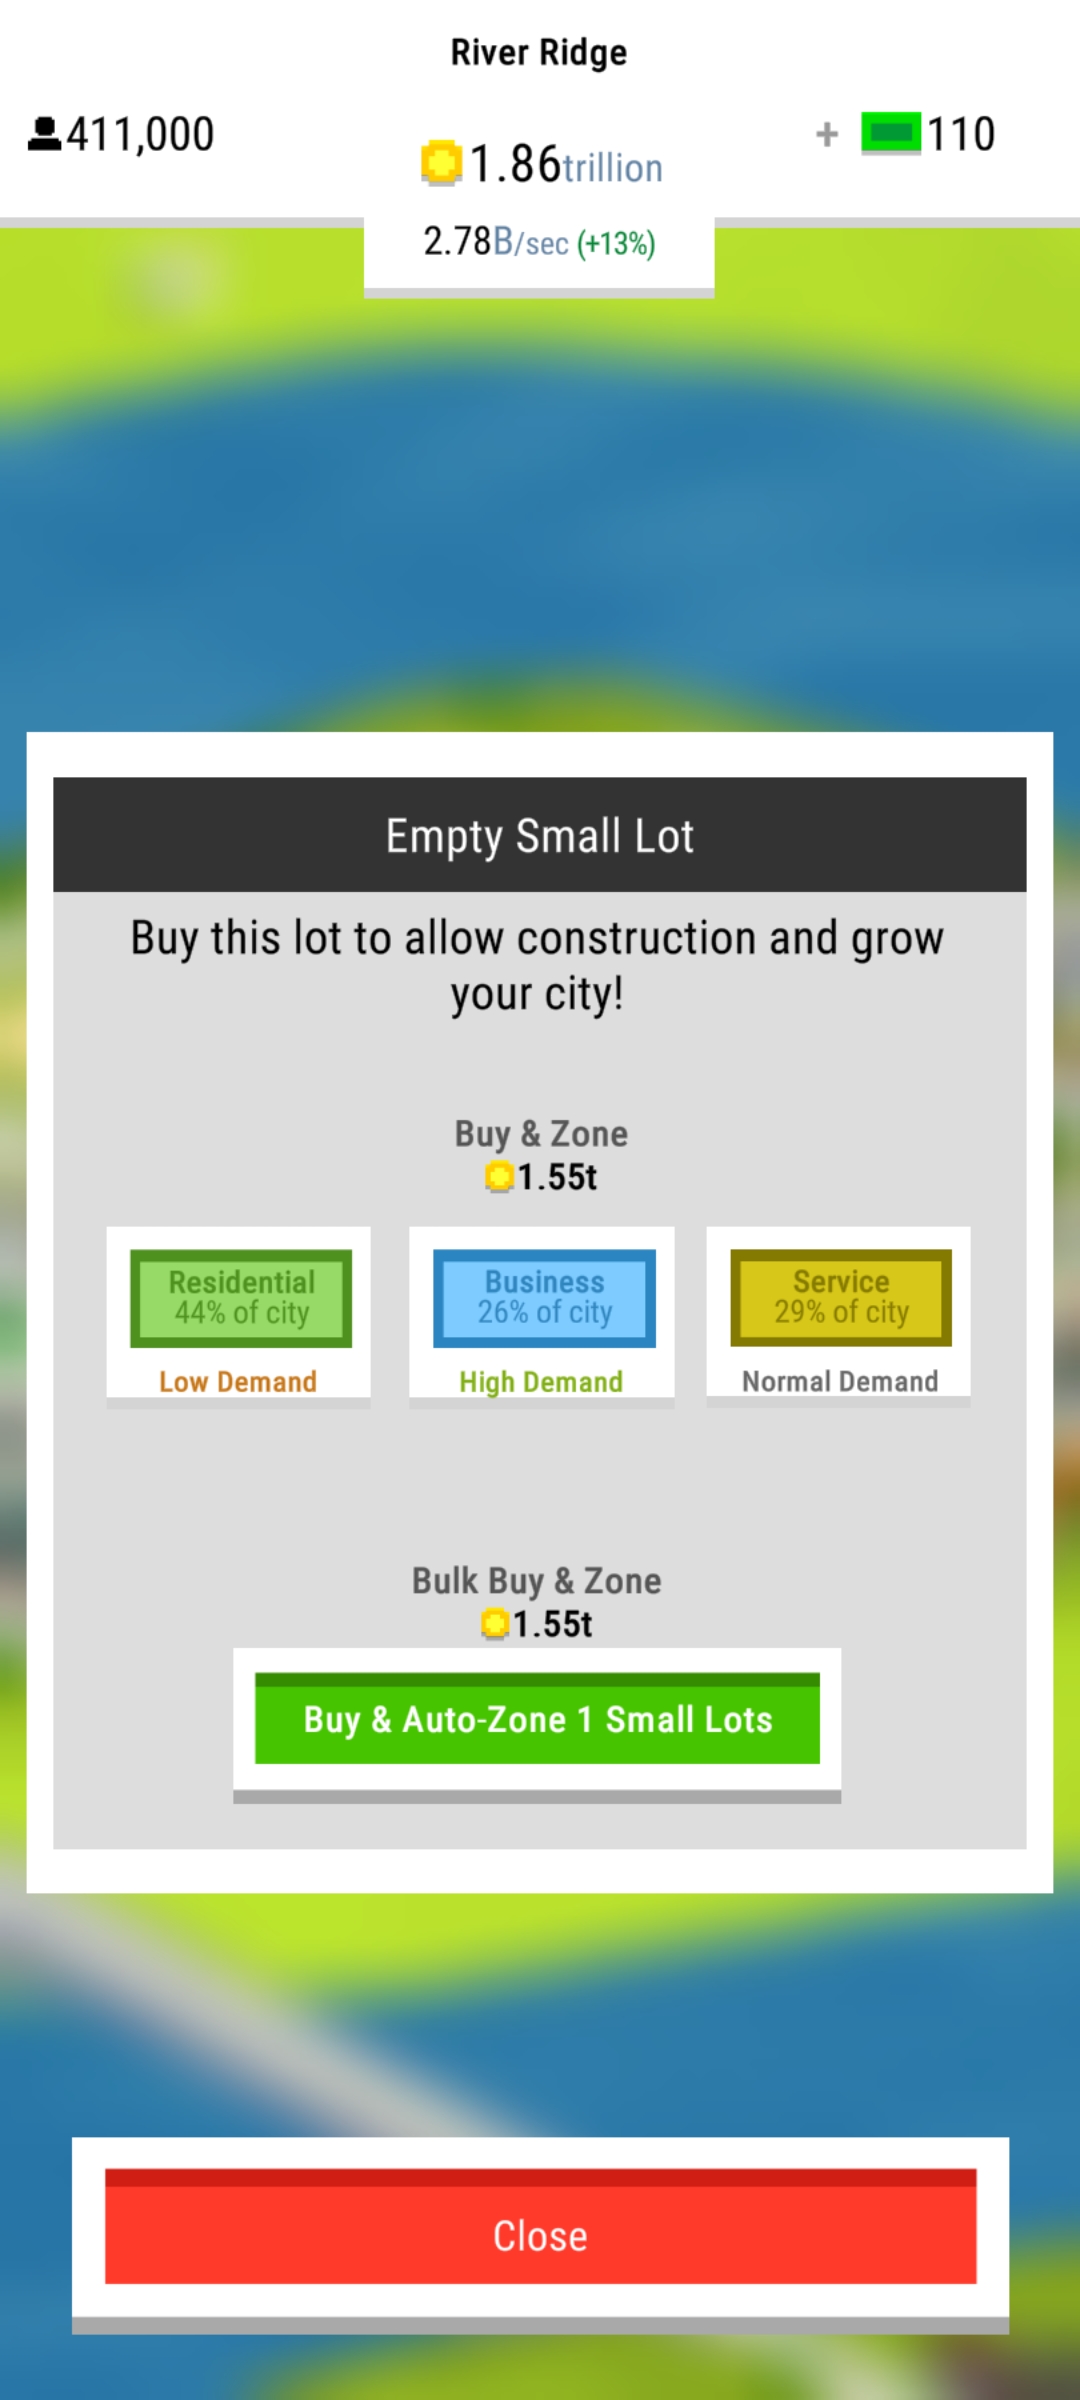 River Ridge
411,000
+ 110
1.86trillion
2.78B/sec (+13%)
Empty Small Lot
Buy this lot to allow construction and grow
your city!
Buy & Zone
1.55t
Residential
44% of city
Low Demand
Business
26% of city
High Demand
Service
29% of city
Normal Demand
Bulk Buy & Zone
1.55t
Buy & Auto-Zone 1 Small Lots
Close